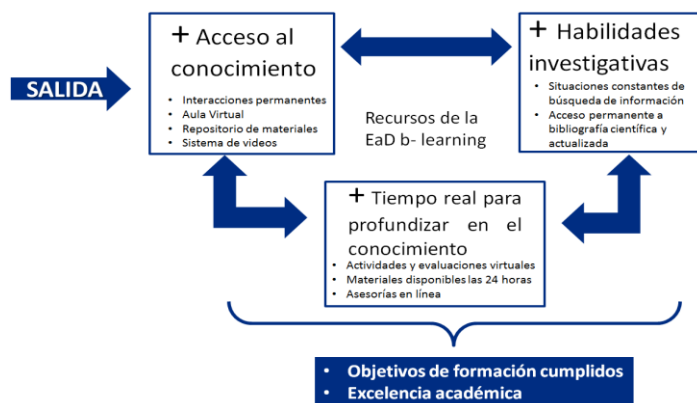 SALIDA
+ Acceso al
conocimiento
• Interacciones permanentes
• Aula Virtual
• Repositorio de materiales
• Sistema de videos
+ Habilidades
investigativas
• Situaciones constantes de
búsqueda de información
• Acceso permanente a
bibliografía científica y
actualizada
Recursos de la
EaD b- learning
+ Tiempo real para
profundizar en el
conocimiento
• Actividades y evaluaciones virtuales
• Materiales disponibles las 24 horas
• Asesorías en línea
• Objetivos de formación cumplidos
• Excelencia académica